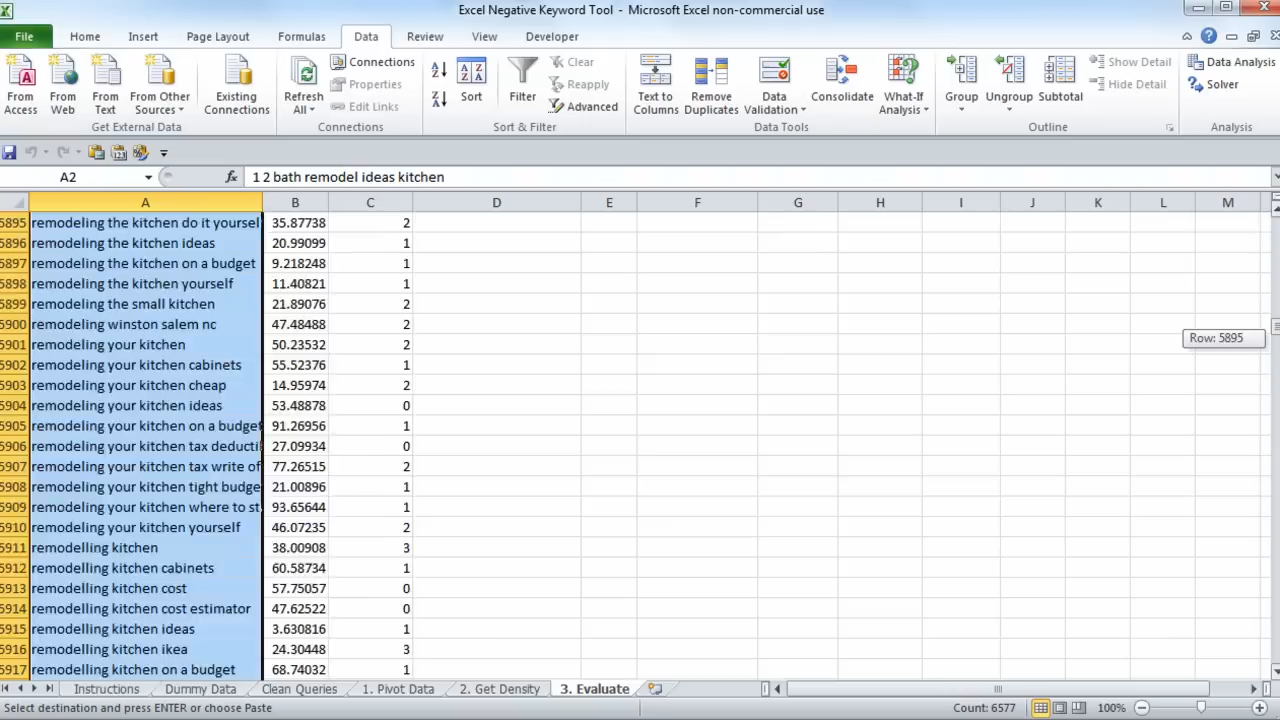 Excel Negative Keyword Tool - Microsoft Excel non-commercial use
File Home Insert Page Layout Formulas Data Review View Developer
From Access From Web From Text From Other Sources Existing Connections
Get External Data
Refresh All Connections Properties Edit Links
Connections
Sort Filter Clear Reapply Advanced
Sort & Filter
Text to Columns Remove Duplicates Data Validation Consolidate What-If Analysis
Data Tools
Group Ungroup Subtotal Show Detail Hide Detail
Outline
Data Analysis Solver
Analysis
A2 fx 1 2 bath remodel ideas kitchen
A B C D E F G H I J K L M
5895 remodeling the kitchen do it yoursel 35.87738 2
5896 remodeling the kitchen ideas 20.99099 1
5897 remodeling the kitchen on a budget 9.218248 1
5898 remodeling the kitchen yourself 11.40821 1
5899 remodeling the small kitchen 21.89076 2
5900 remodeling winston salem nc 47.48488 2
5901 remodeling your kitchen 50.23532 2
5902 remodeling your kitchen cabinets 55.52376 1
5903 remodeling your kitchen cheap 14.95974 2
5904 remodeling your kitchen ideas 53.48878 0
5905 remodeling your kitchen on a budget 91.26956 1
5906 remodeling your kitchen tax deducti 27.09934 0
5907 remodeling your kitchen tax write of 77.26515 2
5908 remodeling your kitchen tight budge 21.00896 1
5909 remodeling your kitchen where to st 93.65644 1
5910 remodeling your kitchen yourself 46.07235 2
5911 remodelling kitchen 38.00908 3
5912 remodelling kitchen cabinets 60.58734 1
5913 remodelling kitchen cost 57.75057 0
5914 remodelling kitchen cost estimator 47.62522 0
5915 remodelling kitchen ideas 3.630816 1
5916 remodelling kitchen ikea 24.30448 3
5917 remodelling kitchen on a budget 68.74032 1
Row: 5895
Instructions Dummy Data Clean Queries 1. Pivot Data 2. Get Density 3. Evaluate
Select destination and press ENTER or choose Paste Count: 6577 100%